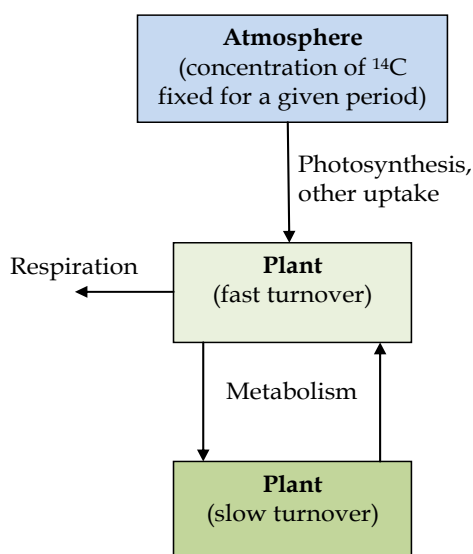 Atmosphere
(concentration of ¹⁴C
fixed for a given period)
Photosynthesis,
other uptake
Respiration
Plant
(fast turnover)
Metabolism
Plant
(slow turnover)